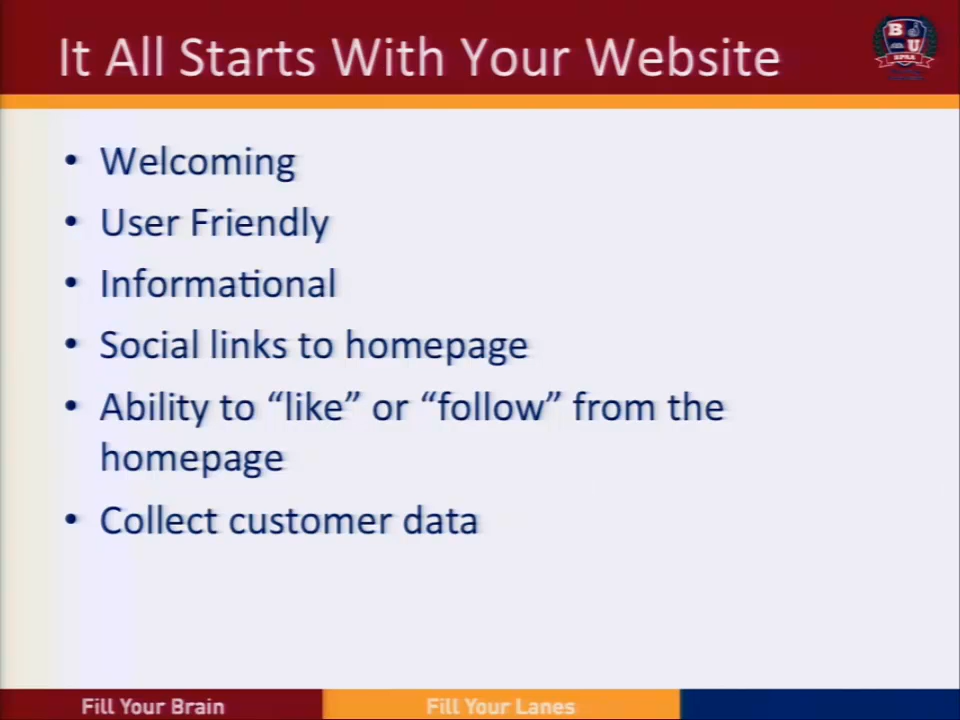 It All Starts With Your Website
B U
• Welcoming
• User Friendly
• Informational
• Social links to homepage
• Ability to “like” or “follow” from the
homepage
• Collect customer data
Fill Your Brain
Fill Your Lanes